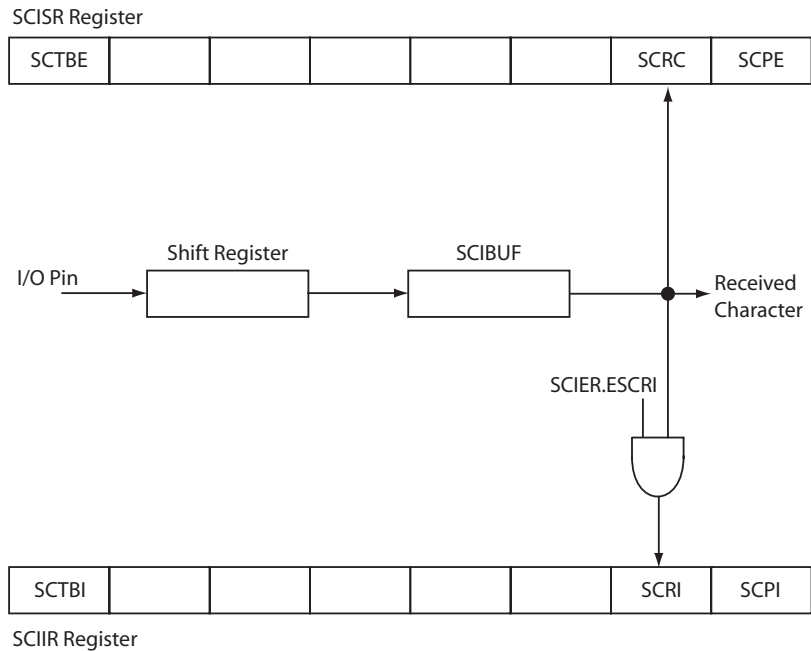 SCISR Register
SCTBE
SCRC
SCPE
Shift Register
SCIBUF
I/O Pin
Received
Character
SCIER.ESCRI
SCTBI
SCRI
SCPI
SCIIR Register